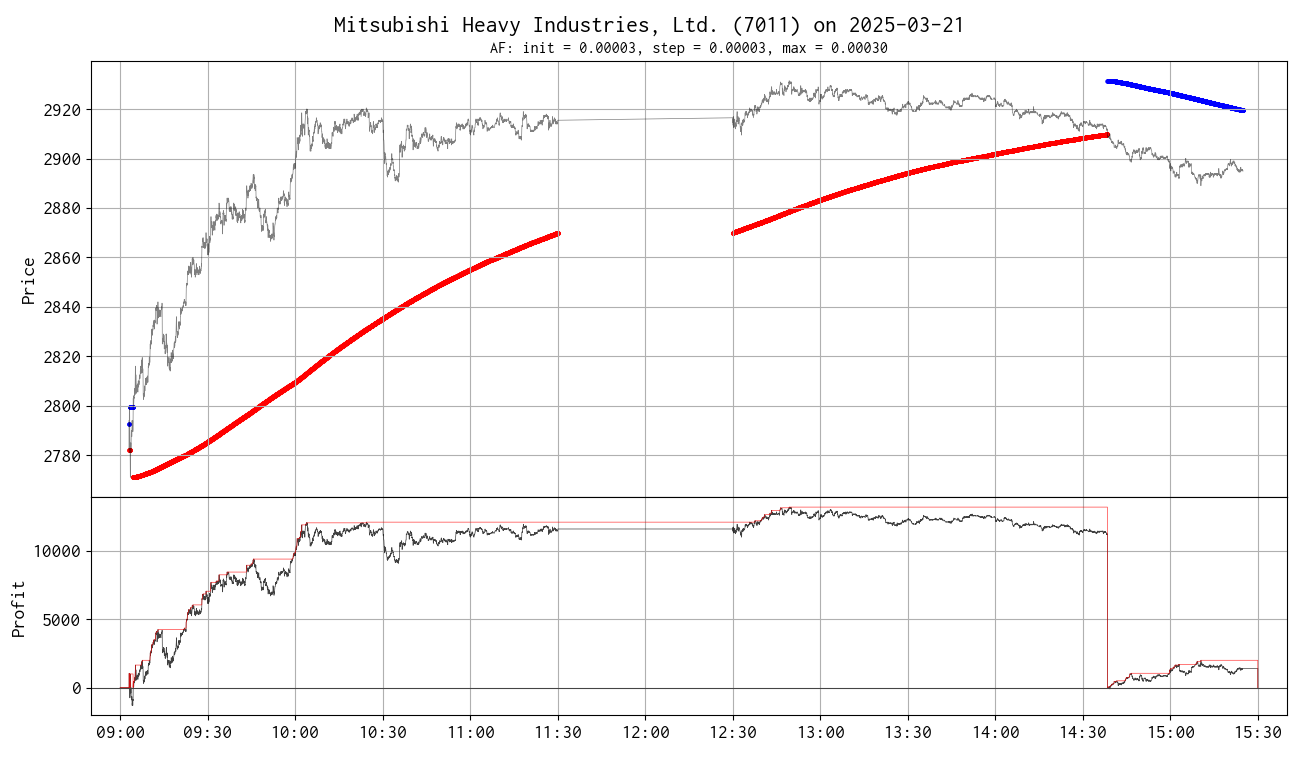 Mitsubishi Heavy Industries, Ltd. (7011) on 2025-03-21
AF: init = 0.00003, step = 0.00003, max = 0.00030
Price
2920
2900
2880
2860
2840
2820
2800
2780
Profit
10000
5000
0
09:00 09:30 10:00 10:30 11:00 11:30 12:00 12:30 13:00 13:30 14:00 14:30 15:00 15:30